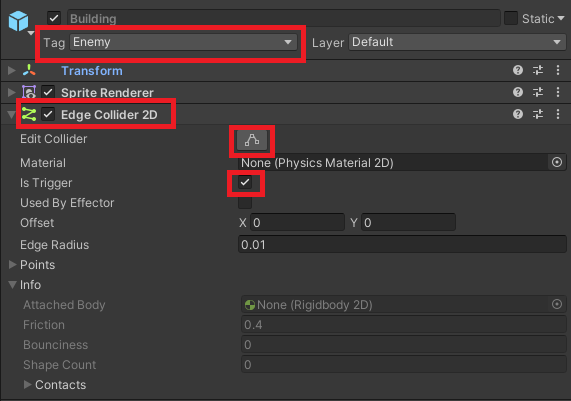 Building Static
Tag Enemy Layer Default
Transform
Sprite Renderer
Edge Collider 2D
Edit Collider
Material None (Physics Material 2D)
Is Trigger
Used By Effector
Offset X 0 Y 0
Edge Radius 0.01
Points
Info
Attached Body None (Rigidbody 2D)
Friction 0.4
Bounciness 0
Shape Count 0
Contacts